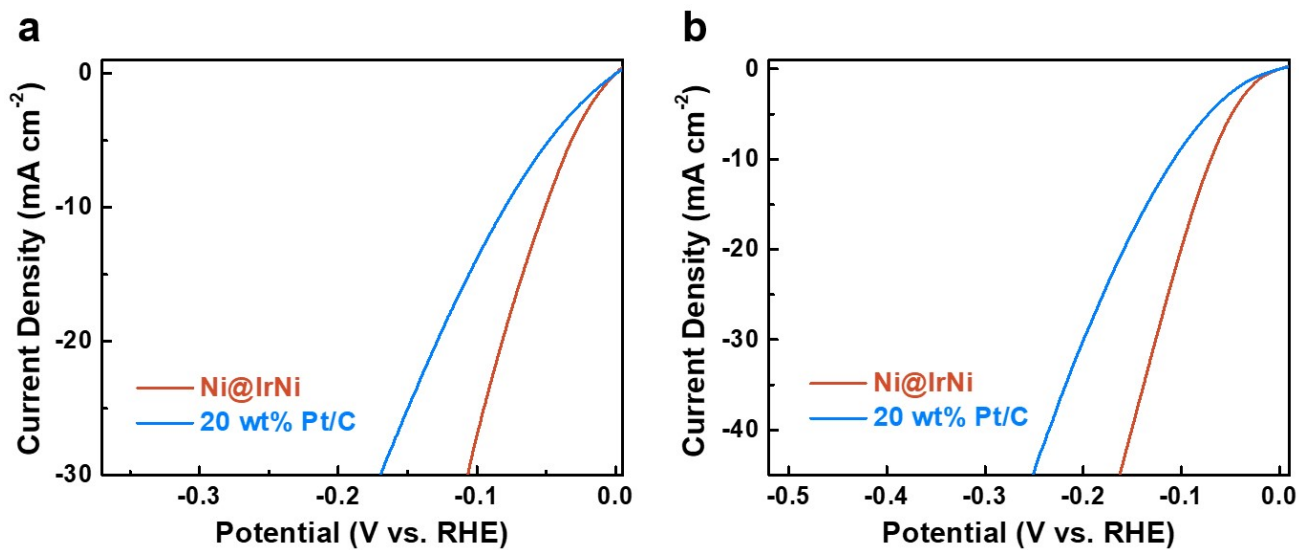 a
Current Density (mA cm-2)
0
-10
-20
-30
Ni@IrNi
20 wt% Pt/C
-0.3
-0.2
-0.1
0.0
Potential (V vs. RHE)
b
Current Density (mA cm-2)
0
-10
-20
-30
-40
Ni@IrNi
20 wt% Pt/C
-0.5
-0.4
-0.3
-0.2
-0.1
0.0
Potential (V vs. RHE)